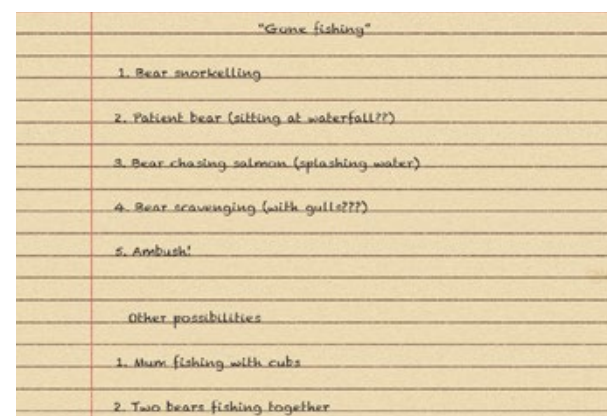 "Gone fishing"
1. Bear snorkelling
2. Patient bear (sitting at waterfall??)
3. Bear chasing salmon (splashing water)
4. Bear scavenging (with gulls???)
5. Ambush!
Other possibilities
1. Mum fishing with cubs
2. Two bears fishing together